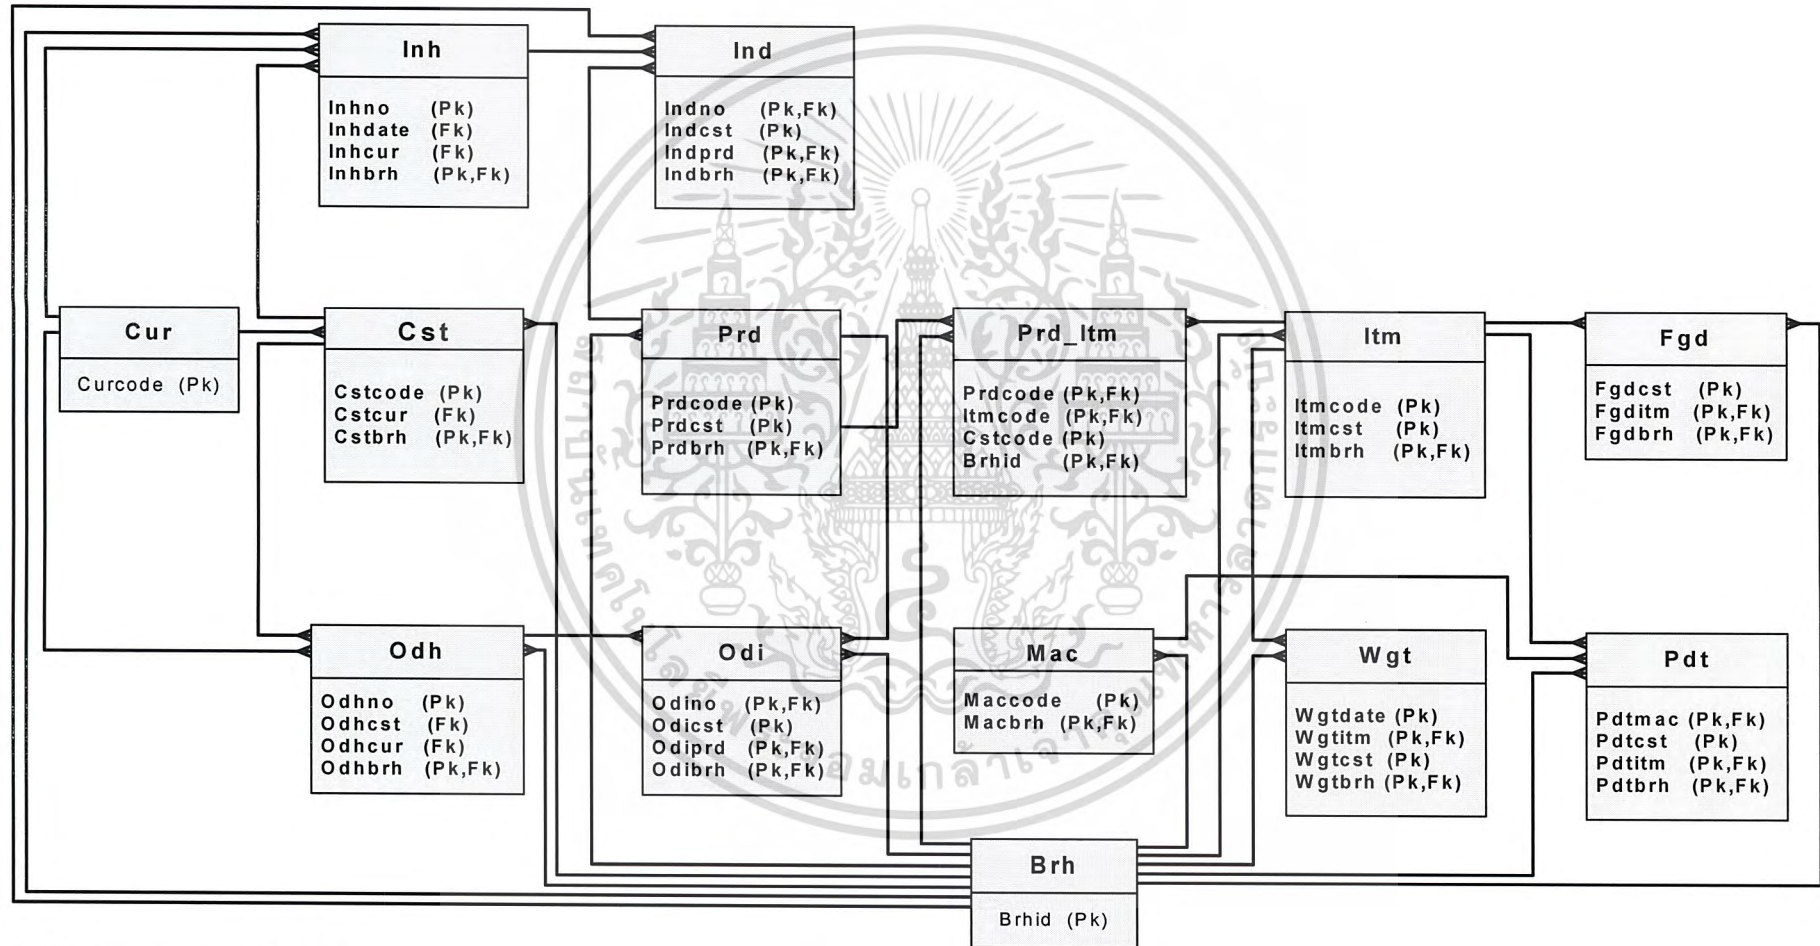 Inh
Inhno (Pk)
Inhdate (Fk)
Inhcur (Fk)
Inhbrh (Pk,Fk)
Ind
Indno (Pk,Fk)
Indcst (Pk)
Indprd (Pk,Fk)
Indbrh (Pk,Fk)
Cur
Curcode (Pk)
Cst
Cstcode (Pk)
Cstcur (Fk)
Cstbrh (Pk,Fk)
Prd
Prdcode (Pk)
Prdcst (Pk)
Prdbrh (Pk,Fk)
Prd_Itm
Prdcode (Pk,Fk)
Itmcode (Pk,Fk)
Cstcode (Pk)
Brhid (Pk,Fk)
Itm
Itmcode (Pk)
Itmcst (Pk)
Itmbrh (Pk,Fk)
Fgd
Fgdcst (Pk)
Fgditm (Pk,Fk)
Fgdbrh (Pk,Fk)
Odh
Odhno (Pk)
Odhcst (Fk)
Odhcur (Fk)
Odhbrh (Pk,Fk)
Odi
Odino (Pk,Fk)
Odicst (Pk)
Odiprd (Pk,Fk)
Odibrh (Pk,Fk)
Mac
Maccode (Pk)
Macbrh (Pk,Fk)
Wgt
Wgtdate (Pk)
Wgtitm (Pk,Fk)
Wgtcst (Pk)
Wgtbrh (Pk,Fk)
Pdt
Pdtmac (Pk,Fk)
Pdtcst (Pk)
Pdtitm (Pk,Fk)
Pdtbrh (Pk,Fk)
Brh
Brhid (Pk)